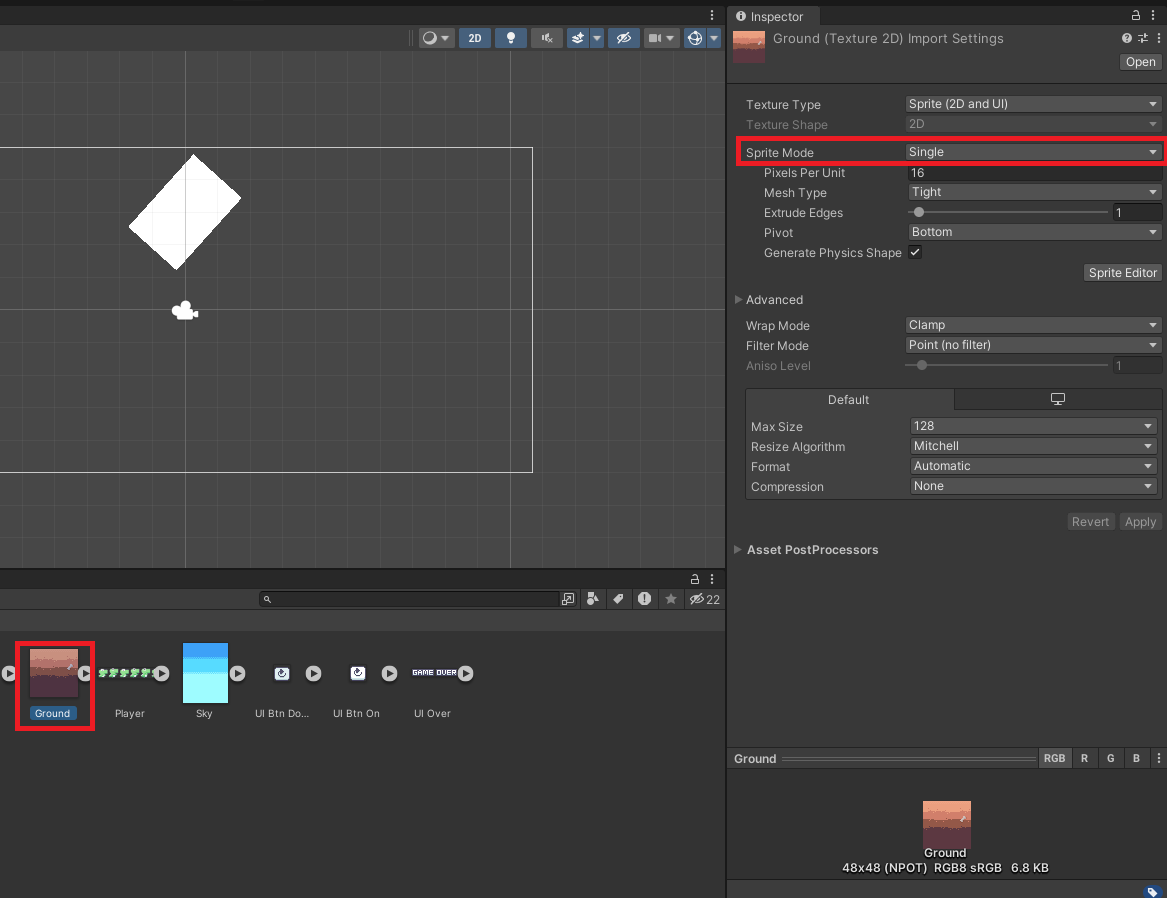 Inspector
2D
Ground (Texture 2D) Import Settings
Open
Texture Type Sprite (2D and UI)
Texture Shape 2D
Sprite Mode Single
Pixels Per Unit 16
Mesh Type Tight
Extrude Edges 1
Pivot Bottom
Generate Physics Shape
Sprite Editor
Advanced
Wrap Mode Clamp
Filter Mode Point (no filter)
Aniso Level 1
Default
Max Size 128
Resize Algorithm Mitchell
Format Automatic
Compression None
Revert Apply
Asset PostProcessors
22
GAME OVER
Ground Player Sky UI Btn Do... UI Btn On UI Over
Ground RGB R G B
Ground
48x48 (NPOT) RGB8 sRGB 6.8 KB